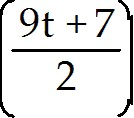 (9t + 7 / 2)